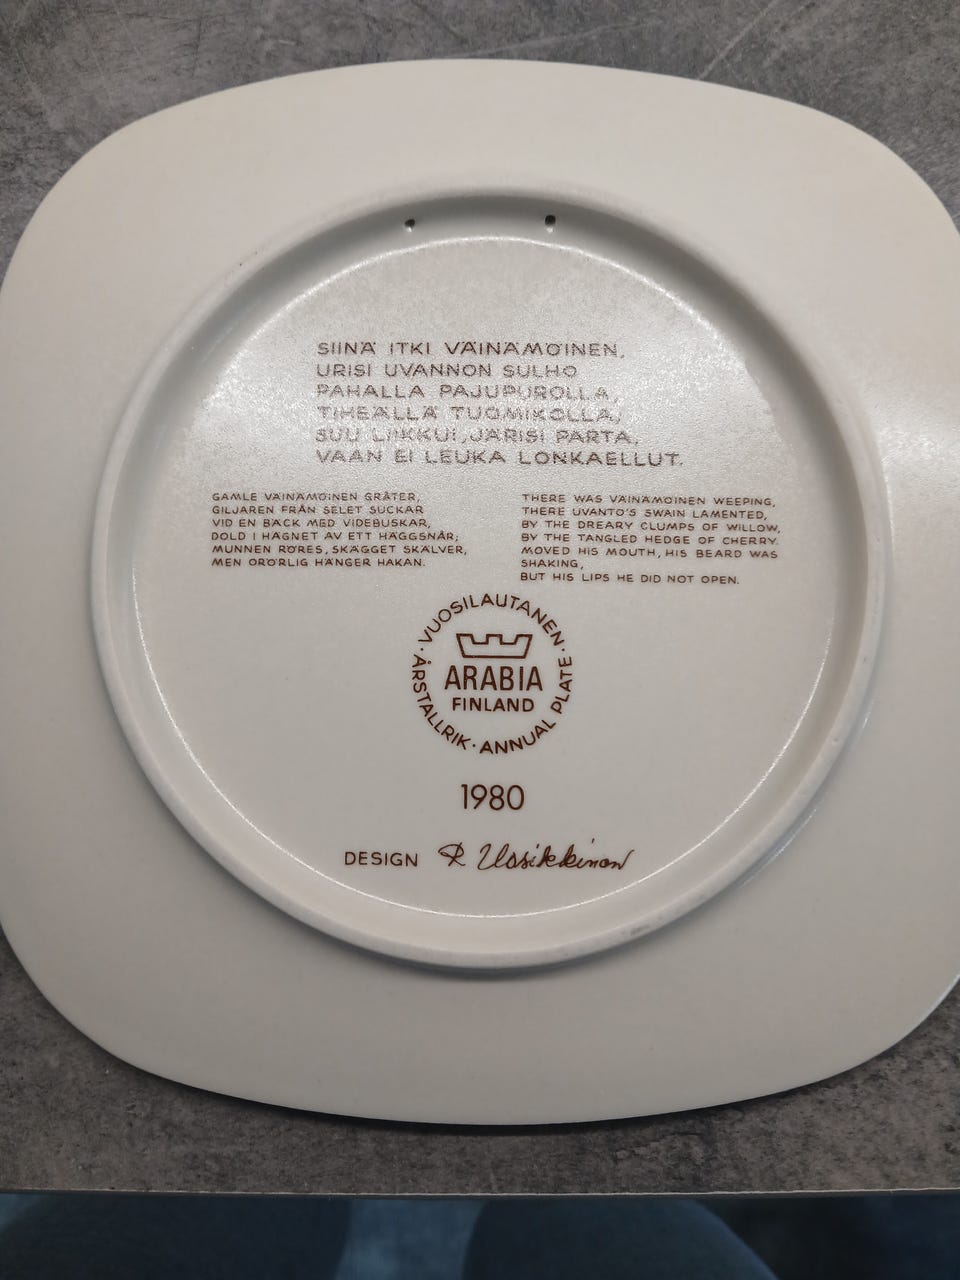 SIINÄ ITKI VÄINÄMÖINEN,
URISI UVANNON SULHO
PAHALLA PAJUPUROLLA,
TIHEÄLLÄ TUOMIKOLLA,
SUU LIIKKUI, JÄRISI PARTA,
VAAN EI LEUKA LONKAELLUT.
GAMLE VÄINÄMÖINEN GRÅTER,
GILJAREN FRÅN SELET SUCKAR
VID EN BÄCK MED VIDEBUSKAR,
DOLD I HÄGNET AV ETT HÄGGSNÅR;
MUNNEN RÖRES, SKÄGGET SKÄLVER,
MEN ORÖRLIG HÄNGER HAKAN.
THERE WAS VÄINÄMÖINEN WEEPING,
THERE UVANTO'S SWAIN LAMENTED,
BY THE DREARY CLUMPS OF WILLOW,
BY THE TANGLED HEDGE OF CHERRY.
MOVED HIS MOUTH, HIS BEARD WAS
SHAKING,
BUT HIS LIPS HE DID NOT OPEN.
· VUOSILAUTANEN · ANNUAL PLATE · ÅRSTALLRIK
ARABIA
FINLAND
1980
DESIGN R Uosikkinen